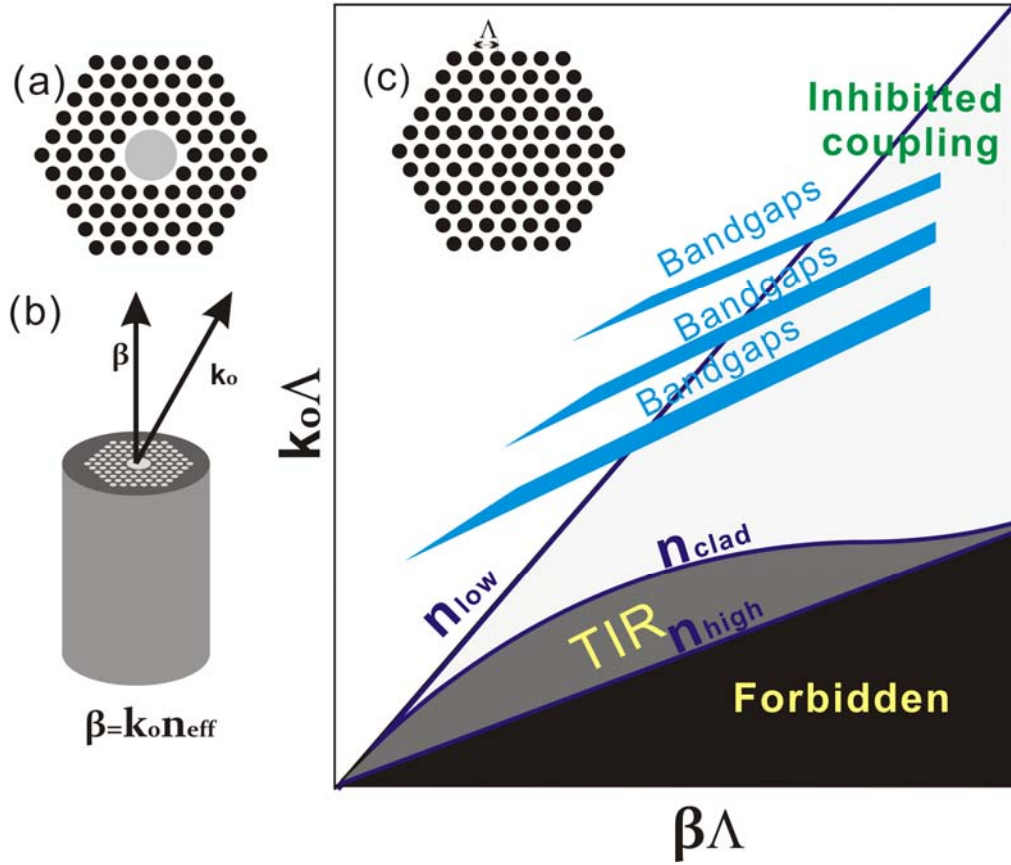 (a)
(b)
β
k₀
β=k₀n_eff
(c)
Λ
Inhibitted
coupling
Bandgaps
Bandgaps
Bandgaps
k₀Λ
n_low
n_clad
TIR
n_high
Forbidden
βΛ